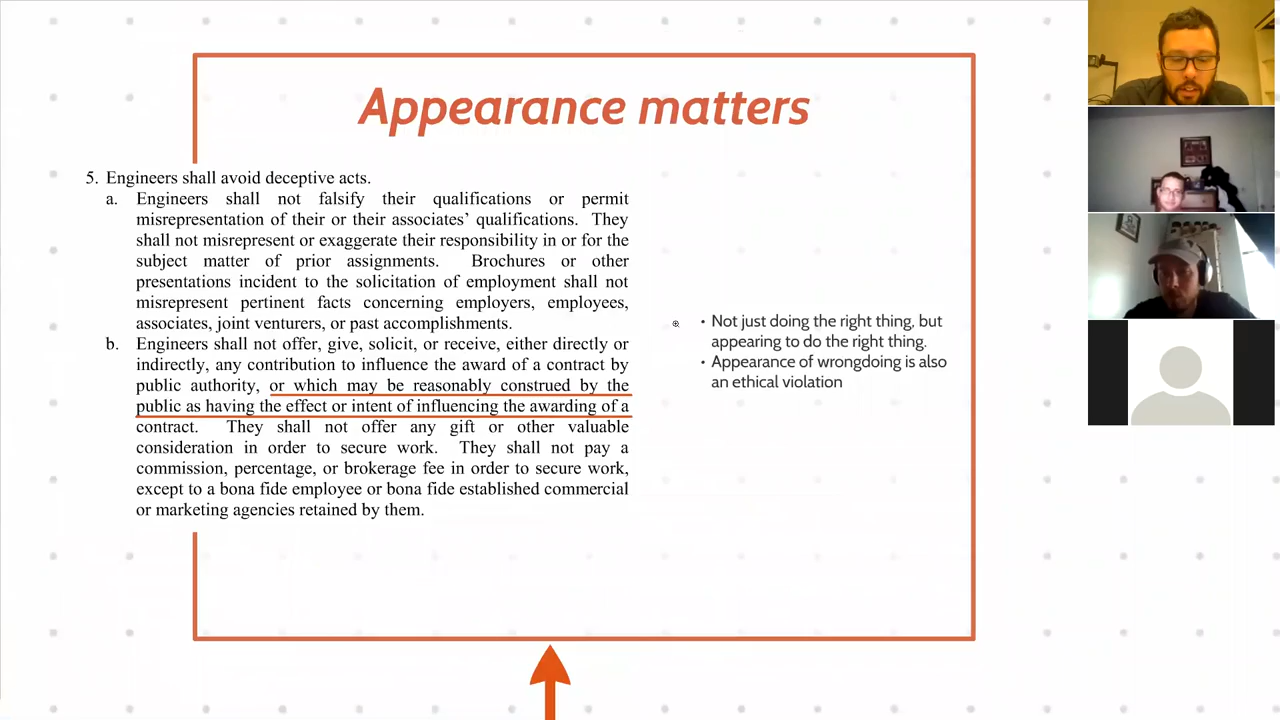 Appearance matters
5. Engineers shall avoid deceptive acts.
a. Engineers shall not falsify their qualifications or permit
misrepresentation of their or their associates’ qualifications. They
shall not misrepresent or exaggerate their responsibility in or for the
subject matter of prior assignments. Brochures or other
presentations incident to the solicitation of employment shall not
misrepresent pertinent facts concerning employers, employees,
associates, joint venturers, or past accomplishments.
b. Engineers shall not offer, give, solicit, or receive, either directly or
indirectly, any contribution to influence the award of a contract by
public authority, or which may be reasonably construed by the
public as having the effect or intent of influencing the awarding of a
contract. They shall not offer any gift or other valuable
consideration in order to secure work. They shall not pay a
commission, percentage, or brokerage fee in order to secure work,
except to a bona fide employee or bona fide established commercial
or marketing agencies retained by them.
• Not just doing the right thing, but
appearing to do the right thing.
• Appearance of wrongdoing is also
an ethical violation